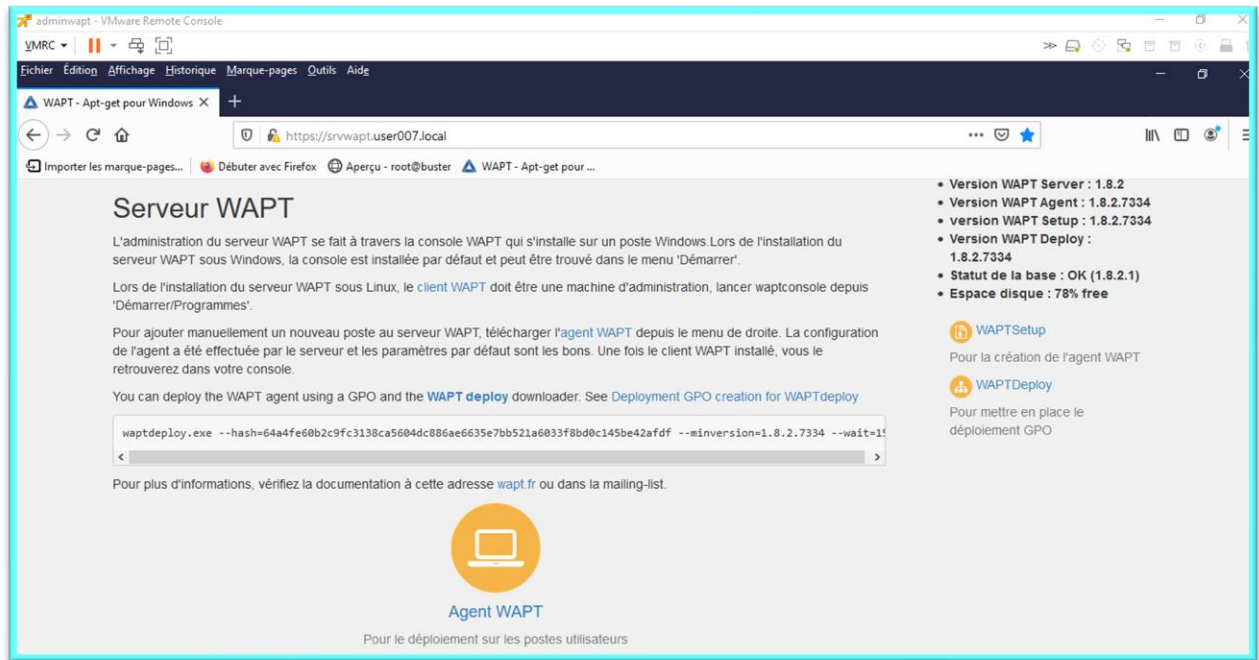 adminwapt - VMware Remote Console
VMRC
Fichier Édition Affichage Historique Marque-pages Outils Aide
WAPT - Apt-get pour Windows
https://srvwapt.user007.local
Importer les marque-pages... Débuter avec Firefox Aperçu - root@buster WAPT - Apt-get pour ...
Serveur WAPT
L'administration du serveur WAPT se fait à travers la console WAPT qui s'installe sur un poste Windows.Lors de l'installation du
serveur WAPT sous Windows, la console est installée par défaut et peut être trouvé dans le menu 'Démarrer'.
Lors de l'installation du serveur WAPT sous Linux, le client WAPT doit être une machine d'administration, lancer waptconsole depuis
'Démarrer/Programmes'.
Pour ajouter manuellement un nouveau poste au serveur WAPT, télécharger l'agent WAPT depuis le menu de droite. La configuration
de l'agent a été effectuée par le serveur et les paramètres par défaut sont les bons. Une fois le client WAPT installé, vous le
retrouverez dans votre console.
You can deploy the WAPT agent using a GPO and the WAPT deploy downloader. See Deployment GPO creation for WAPTdeploy
waptdeploy.exe --hash=64a4fe60b2c9fc3138ca5604dc886ae6635e7bb521a6033f8bd0c145be42afdf --minversion=1.8.2.7334 --wait=15
Pour plus d'informations, vérifiez la documentation à cette adresse wapt.fr ou dans la mailing-list.
Agent WAPT
Pour le déploiement sur les postes utilisateurs
• Version WAPT Server : 1.8.2
• Version WAPT Agent : 1.8.2.7334
• version WAPT Setup : 1.8.2.7334
• Version WAPT Deploy :
1.8.2.7334
• Statut de la base : OK (1.8.2.1)
• Espace disque : 78% free
WAPTSetup
Pour la création de l'agent WAPT
WAPTDeploy
Pour mettre en place le
déploiement GPO